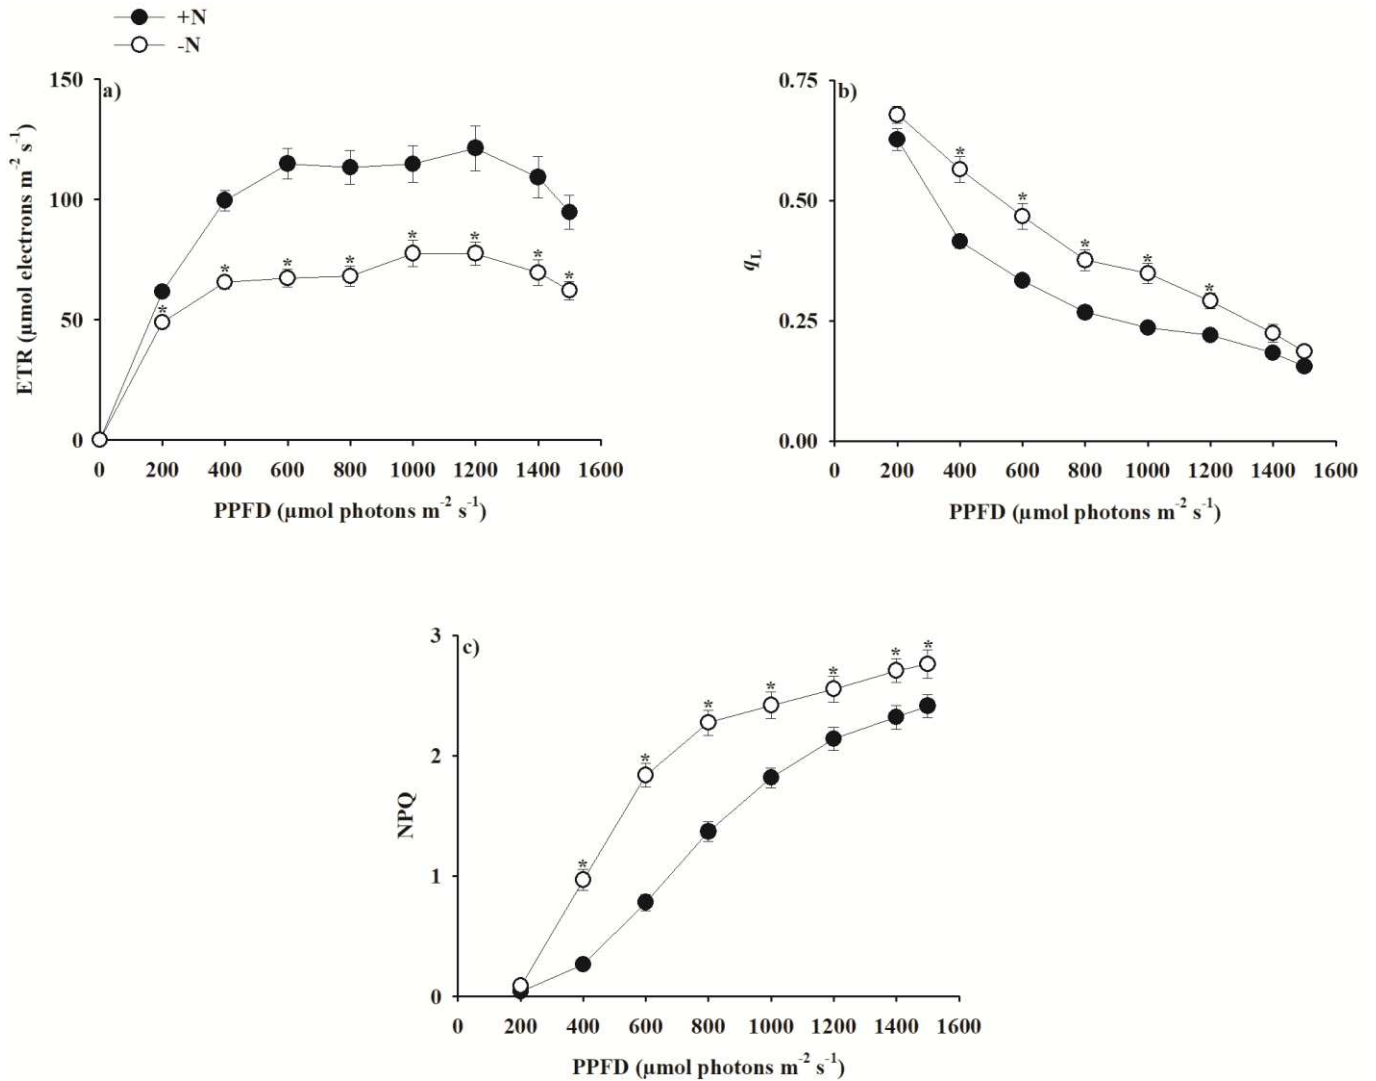 +N
-N
a)
150
100
50
0
ETR (µmol electrons m⁻² s⁻¹)
0 200 400 600 800 1000 1200 1400 1600
PPFD (µmol photons m⁻² s⁻¹)
* * * * * * * *
b)
0.75
0.50
0.25
0.00
qL
0 200 400 600 800 1000 1200 1400 1600
PPFD (µmol photons m⁻² s⁻¹)
* * * * *
c)
3
2
1
0
NPQ
0 200 400 600 800 1000 1200 1400 1600
PPFD (µmol photons m⁻² s⁻¹)
* * * * * * *